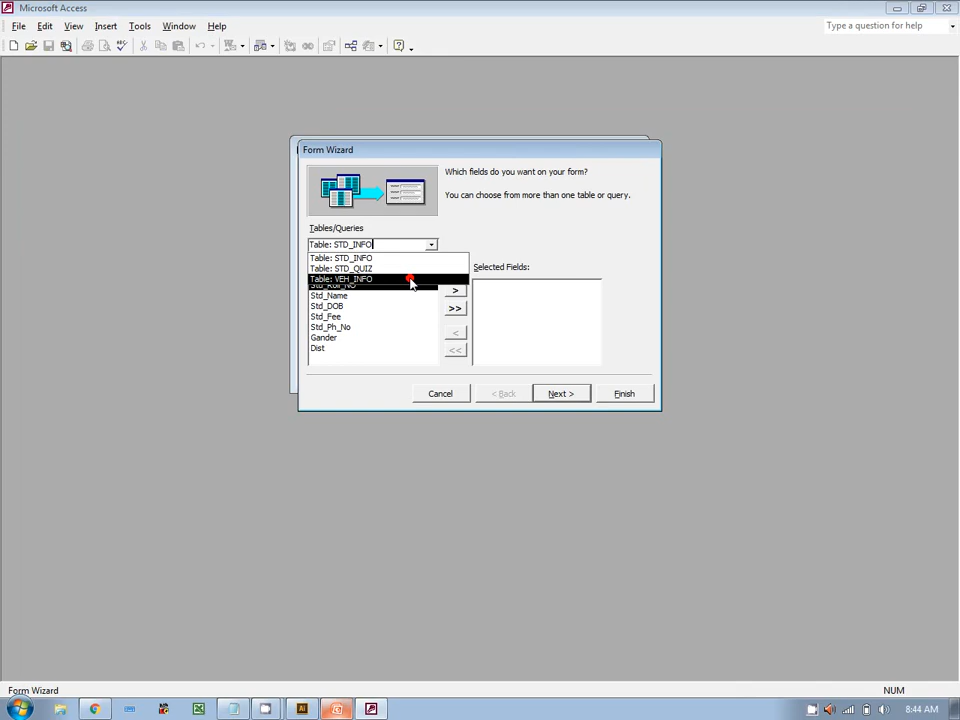 Microsoft Access
File Edit View Insert Tools Window Help
Type a question for help
Form Wizard
Which fields do you want on your form?
You can choose from more than one table or query.
Tables/Queries
Table: STD_INFO
Table: STD_INFO
Table: STD_QUIZ
Table: VEH_INFO
Selected Fields:
Std_Name
Std_DOB
Std_Fee
Std_Ph_No
Gander
Dist
>
>>
<
<<
Cancel
< Back
Next >
Finish
Form Wizard
NUM
8:44 AM